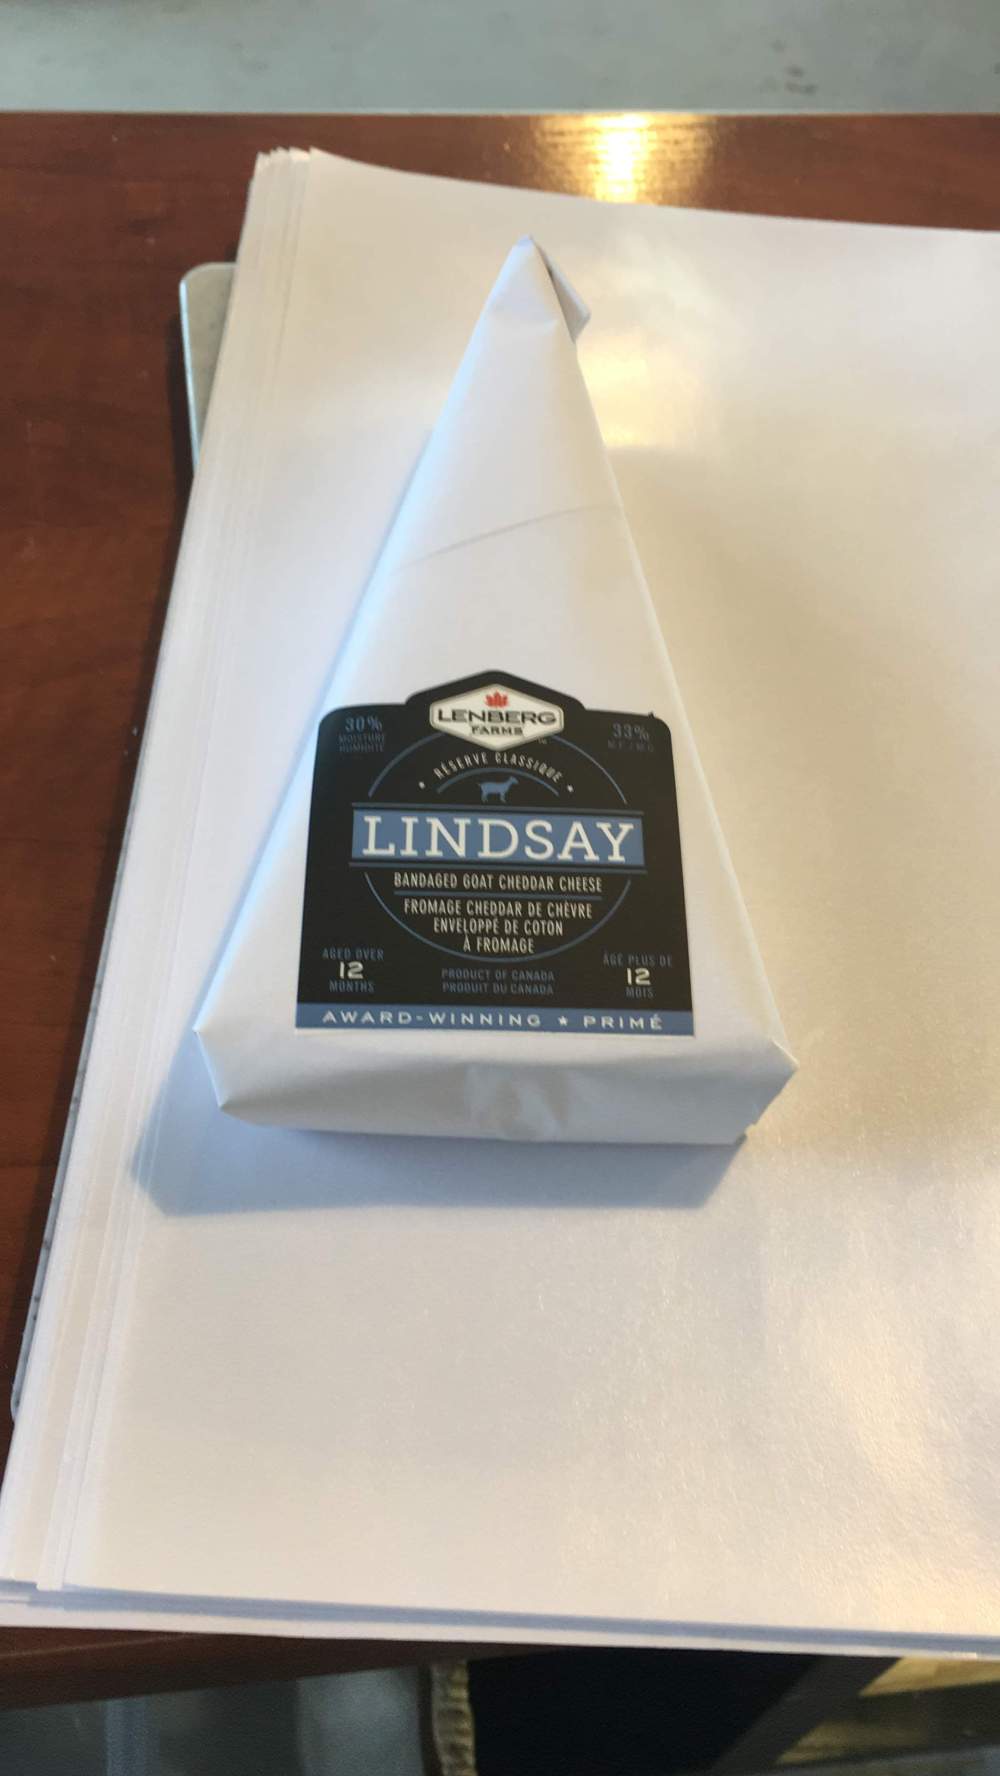 LENBERG
FARMS
30%
MOISTURE
HUMIDITÉ
33%
M.F. / M.G.
RÉSERVE CLASSIQUE
LINDSAY
BANDAGED GOAT CHEDDAR CHEESE
FROMAGE CHEDDAR DE CHÈVRE
ENVELOPPÉ DE COTON
À FROMAGE
AGED OVER
12
MONTHS
PRODUCT OF CANADA
PRODUIT DU CANADA
ÂGÉ PLUS DE
12
MOIS
AWARD-WINNING ★ PRIMÉ